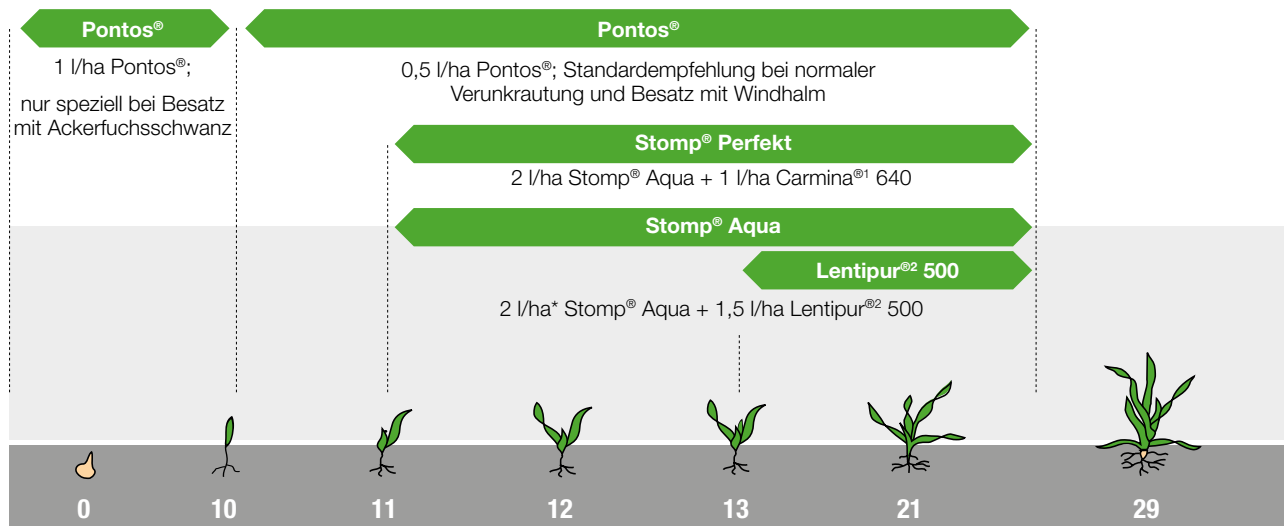 Pontos®
Pontos®
1 l/ha Pontos®;
nur speziell bei Besatz
mit Ackerfuchsschwanz
0,5 l/ha Pontos®; Standardempfehlung bei normaler
Verunkrautung und Besatz mit Windhalm
Stomp® Perfekt
2 l/ha Stomp® Aqua + 1 l/ha Carmina®¹ 640
Stomp® Aqua
Lentipur®² 500
2 l/ha* Stomp® Aqua + 1,5 l/ha Lentipur®² 500
0 10 11 12 13 21 29